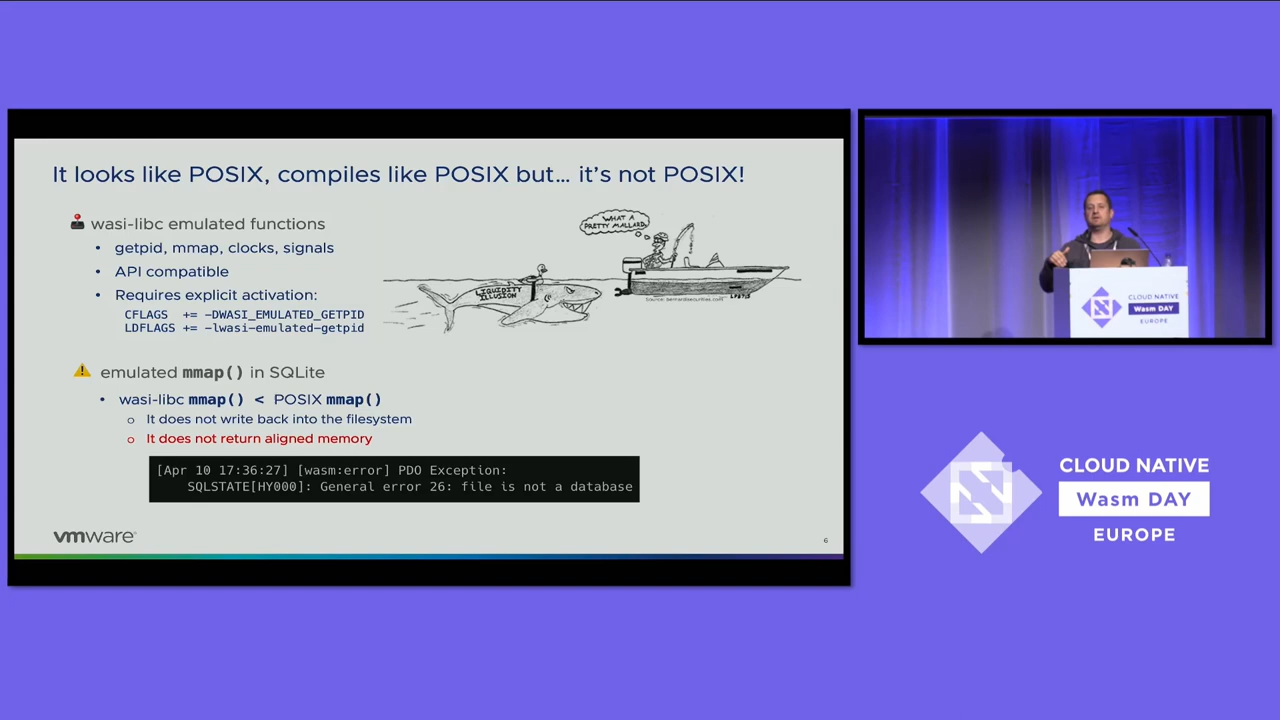 It looks like POSIX, compiles like POSIX but... it's not POSIX!
wasi-libc emulated functions
• getpid, mmap, clocks, signals
• API compatible
• Requires explicit activation:
CFLAGS += -DWASI_EMULATED_GETPID
LDFLAGS += -lwasi-emulated-getpid
WHAT A
PRETTY MALLARD
LIQUIDITY
ILLUSION
emulated mmap() in SQLite
• wasi-libc mmap() < POSIX mmap()
o It does not write back into the filesystem
o It does not return aligned memory
[Apr 10 17:36:27] [wasm:error] PDO Exception:
SQLSTATE[HY000]: General error 26: file is not a database
vmware
6
CLOUD NATIVE
Wasm DAY
EUROPE
CLOUD NATIVE
Wasm DAY
EUROPE